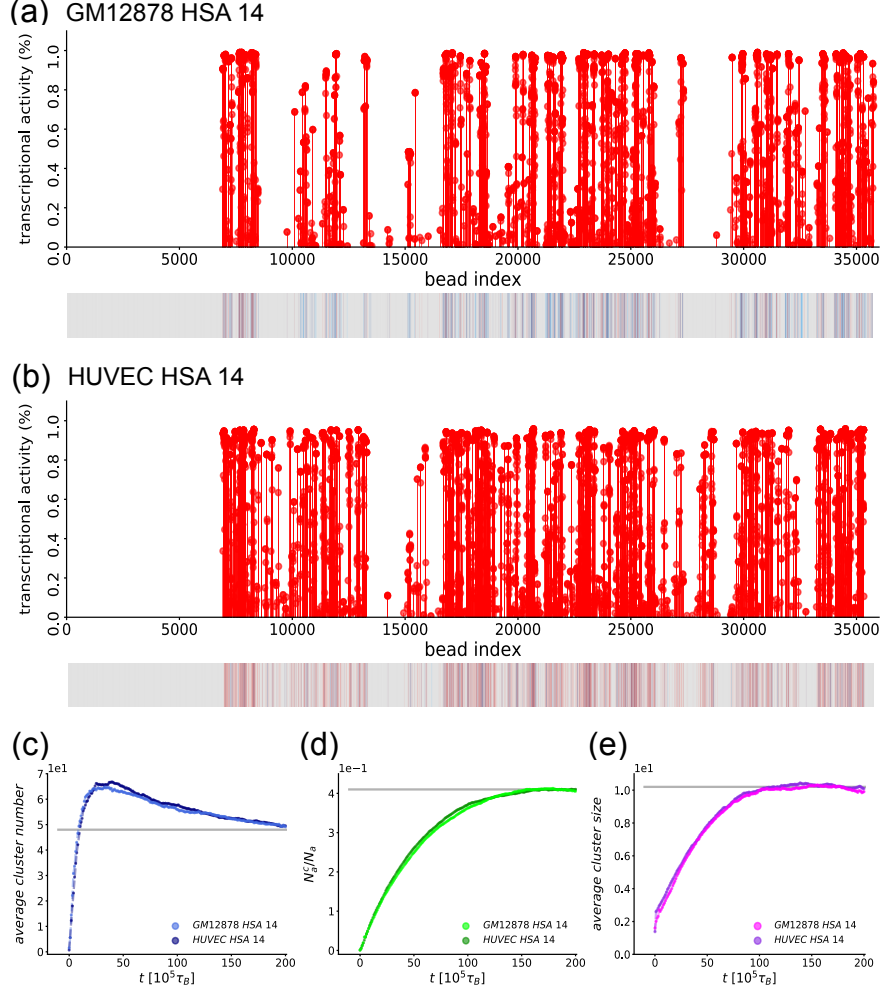 (a) GM12878 HSA 14
transcriptional activity (%)
1.0
0.8
0.6
0.4
0.2
0.0
0.0 5000 10000 15000 20000 25000 30000 35000
bead index
(b) HUVEC HSA 14
transcriptional activity (%)
1.0
0.8
0.6
0.4
0.2
0.0
0.0 5000 10000 15000 20000 25000 30000 35000
bead index
(c)
1e1
average cluster number
7
6
5
4
3
2
1
0
GM12878 HSA 14
HUVEC HSA 14
0 50 100 150 200
t [10⁵τ_B]
(d)
1e−1
N_a^c/N_a
4
3
2
1
0
GM12878 HSA 14
HUVEC HSA 14
0 50 100 150 200
t [10⁵τ_B]
(e)
1e1
average cluster size
1.0
0.8
0.6
0.4
0.2
0.0
GM12878 HSA 14
HUVEC HSA 14
0 50 100 150 200
t [10⁵τ_B]